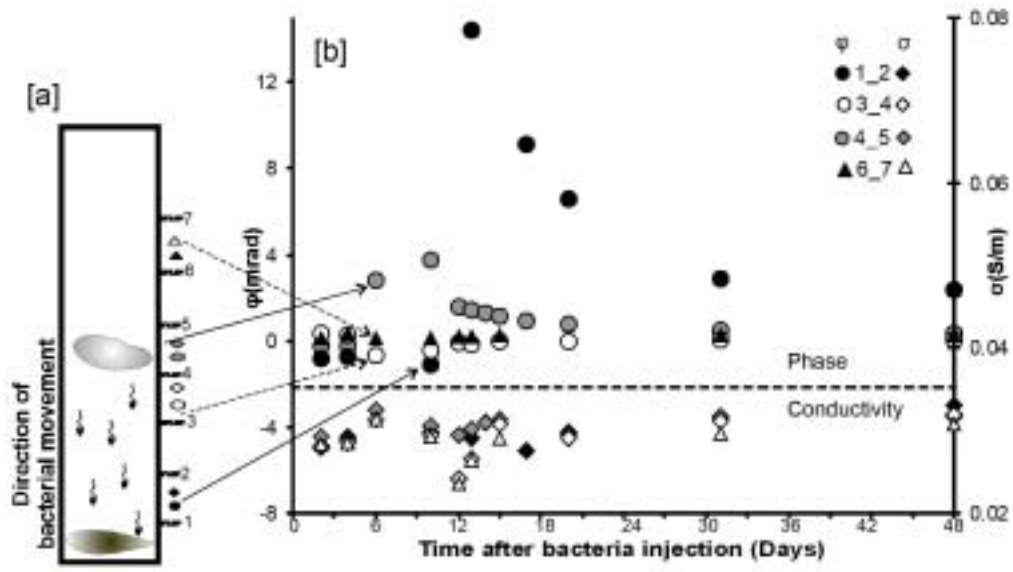 [a]
[b]
φ σ
1_2
3_4
4_5
6_7
12
8
4
0
-4
-8
φ(mrad)
0.08
0.06
0.04
0.02
σ(S/m)
7
6
5
4
3
2
1
Direction of
bacterial movement
Phase
Conductivity
0 6 12 18 24 30 36 42 48
Time after bacteria injection (Days)